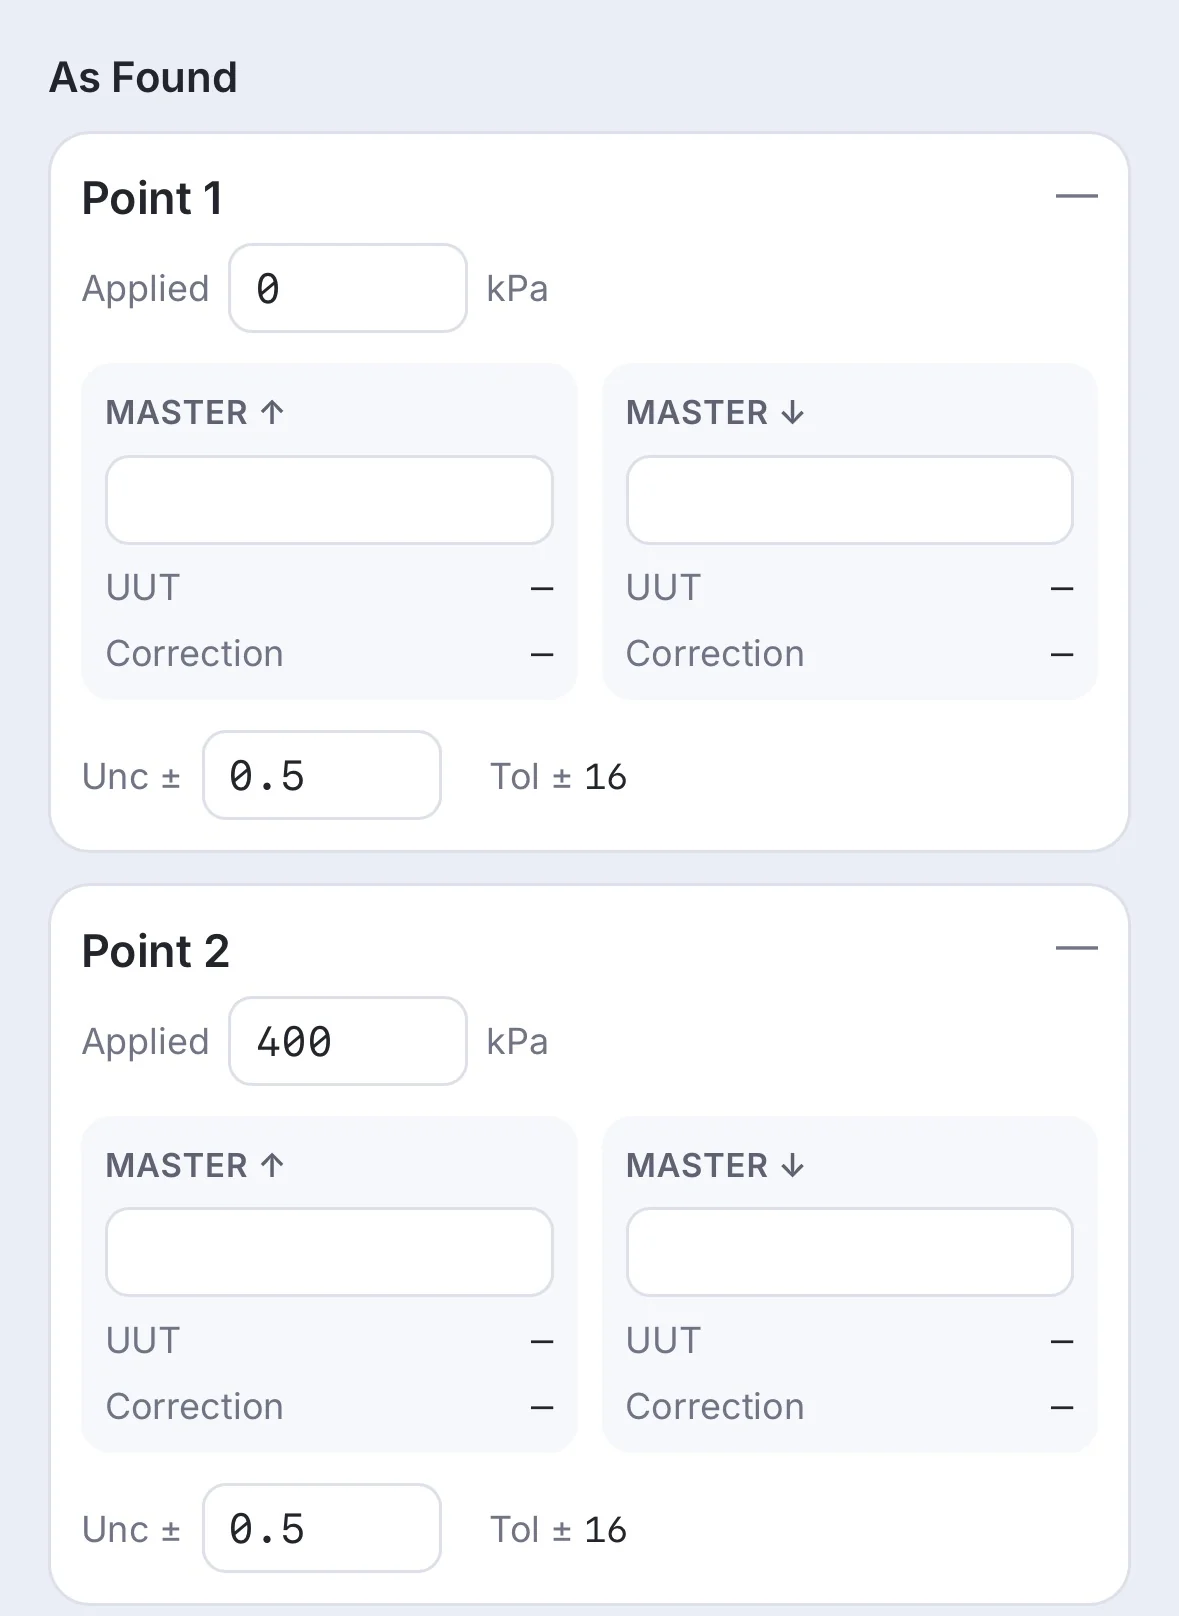 As Found
Point 1 —
Applied 0 kPa
MASTER ↑ MASTER ↓
UUT – UUT –
Correction – Correction –
Unc ± 0.5 Tol ± 16
Point 2 —
Applied 400 kPa
MASTER ↑ MASTER ↓
UUT – UUT –
Correction – Correction –
Unc ± 0.5 Tol ± 16